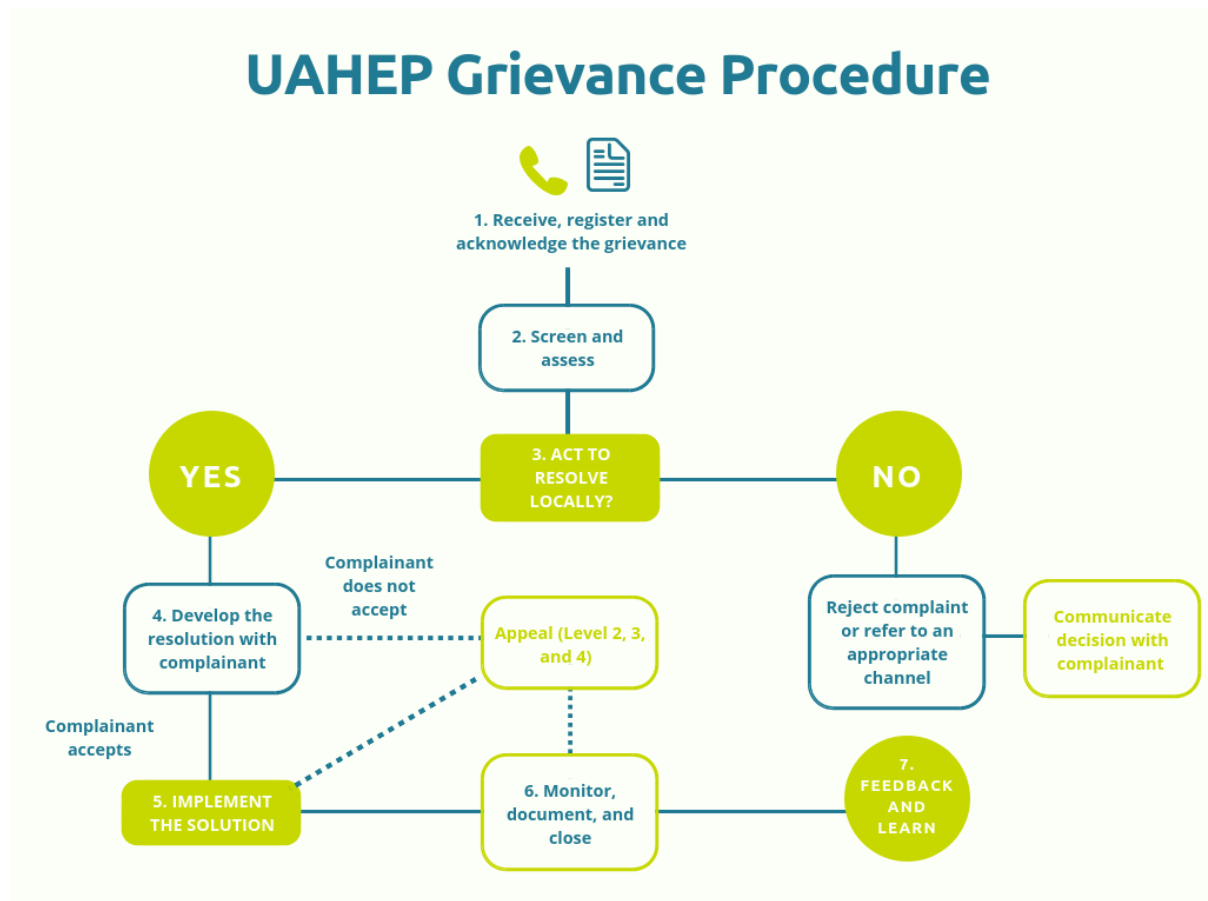 UAHEP Grievance Procedure
1. Receive, register and
acknowledge the grievance
2. Screen and
assess
YES
3. ACT TO
RESOLVE
LOCALLY?
NO
Complainant
does not
accept
4. Develop the
resolution with
complainant
Appeal (Level 2, 3,
and 4)
Reject complaint
or refer to an
appropriate
channel
Communicate
decision with
complainant
Complainant
accepts
5. IMPLEMENT
THE SOLUTION
6. Monitor,
document, and
close
7.
FEEDBACK
AND
LEARN